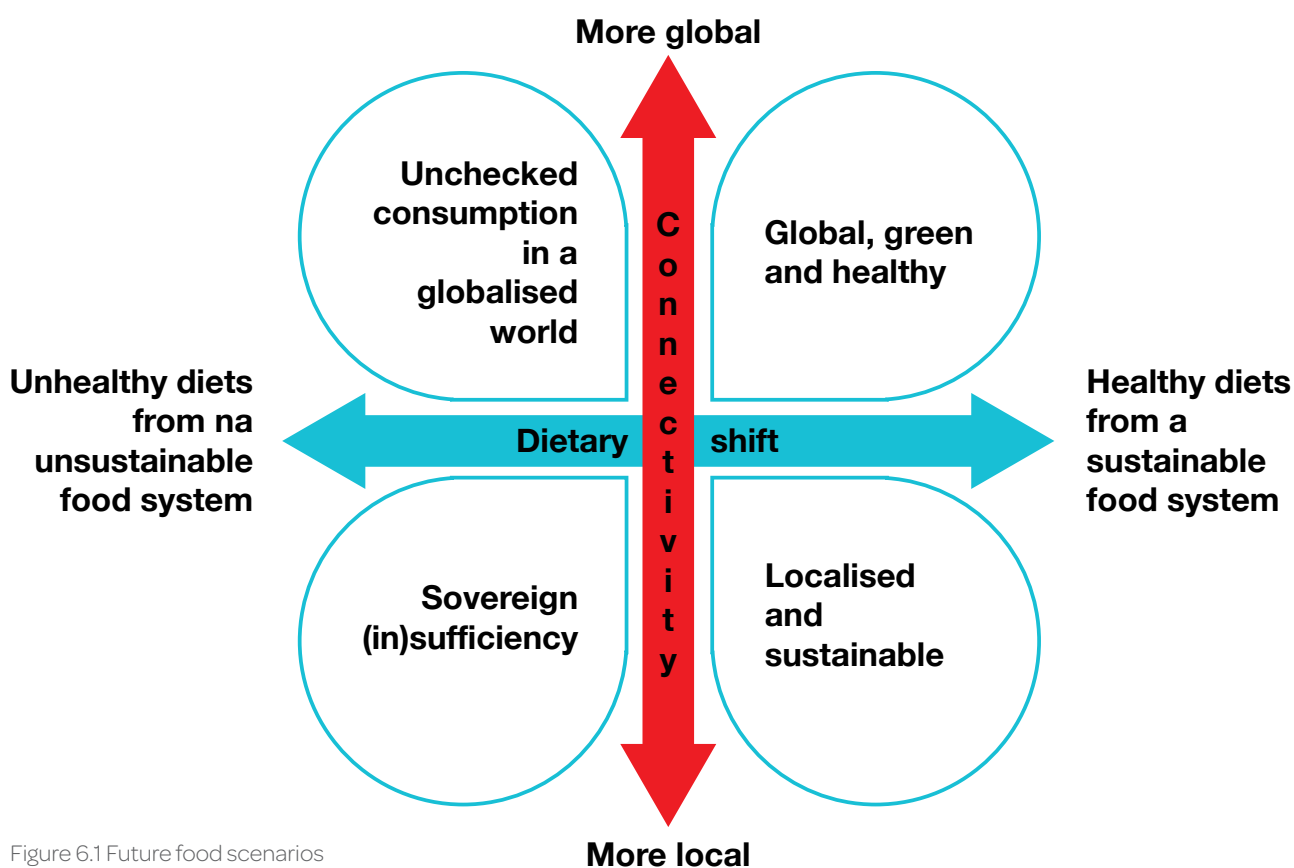 More global
Unchecked
consumption
in a
globalised
world
Global, green
and healthy
Connectivity
Unhealthy diets
from na
unsustainable
food system
Dietary shift
Healthy diets
from a
sustainable
food system
Sovereign
(in)sufficiency
Localised
and
sustainable
More local
Figure 6.1 Future food scenarios